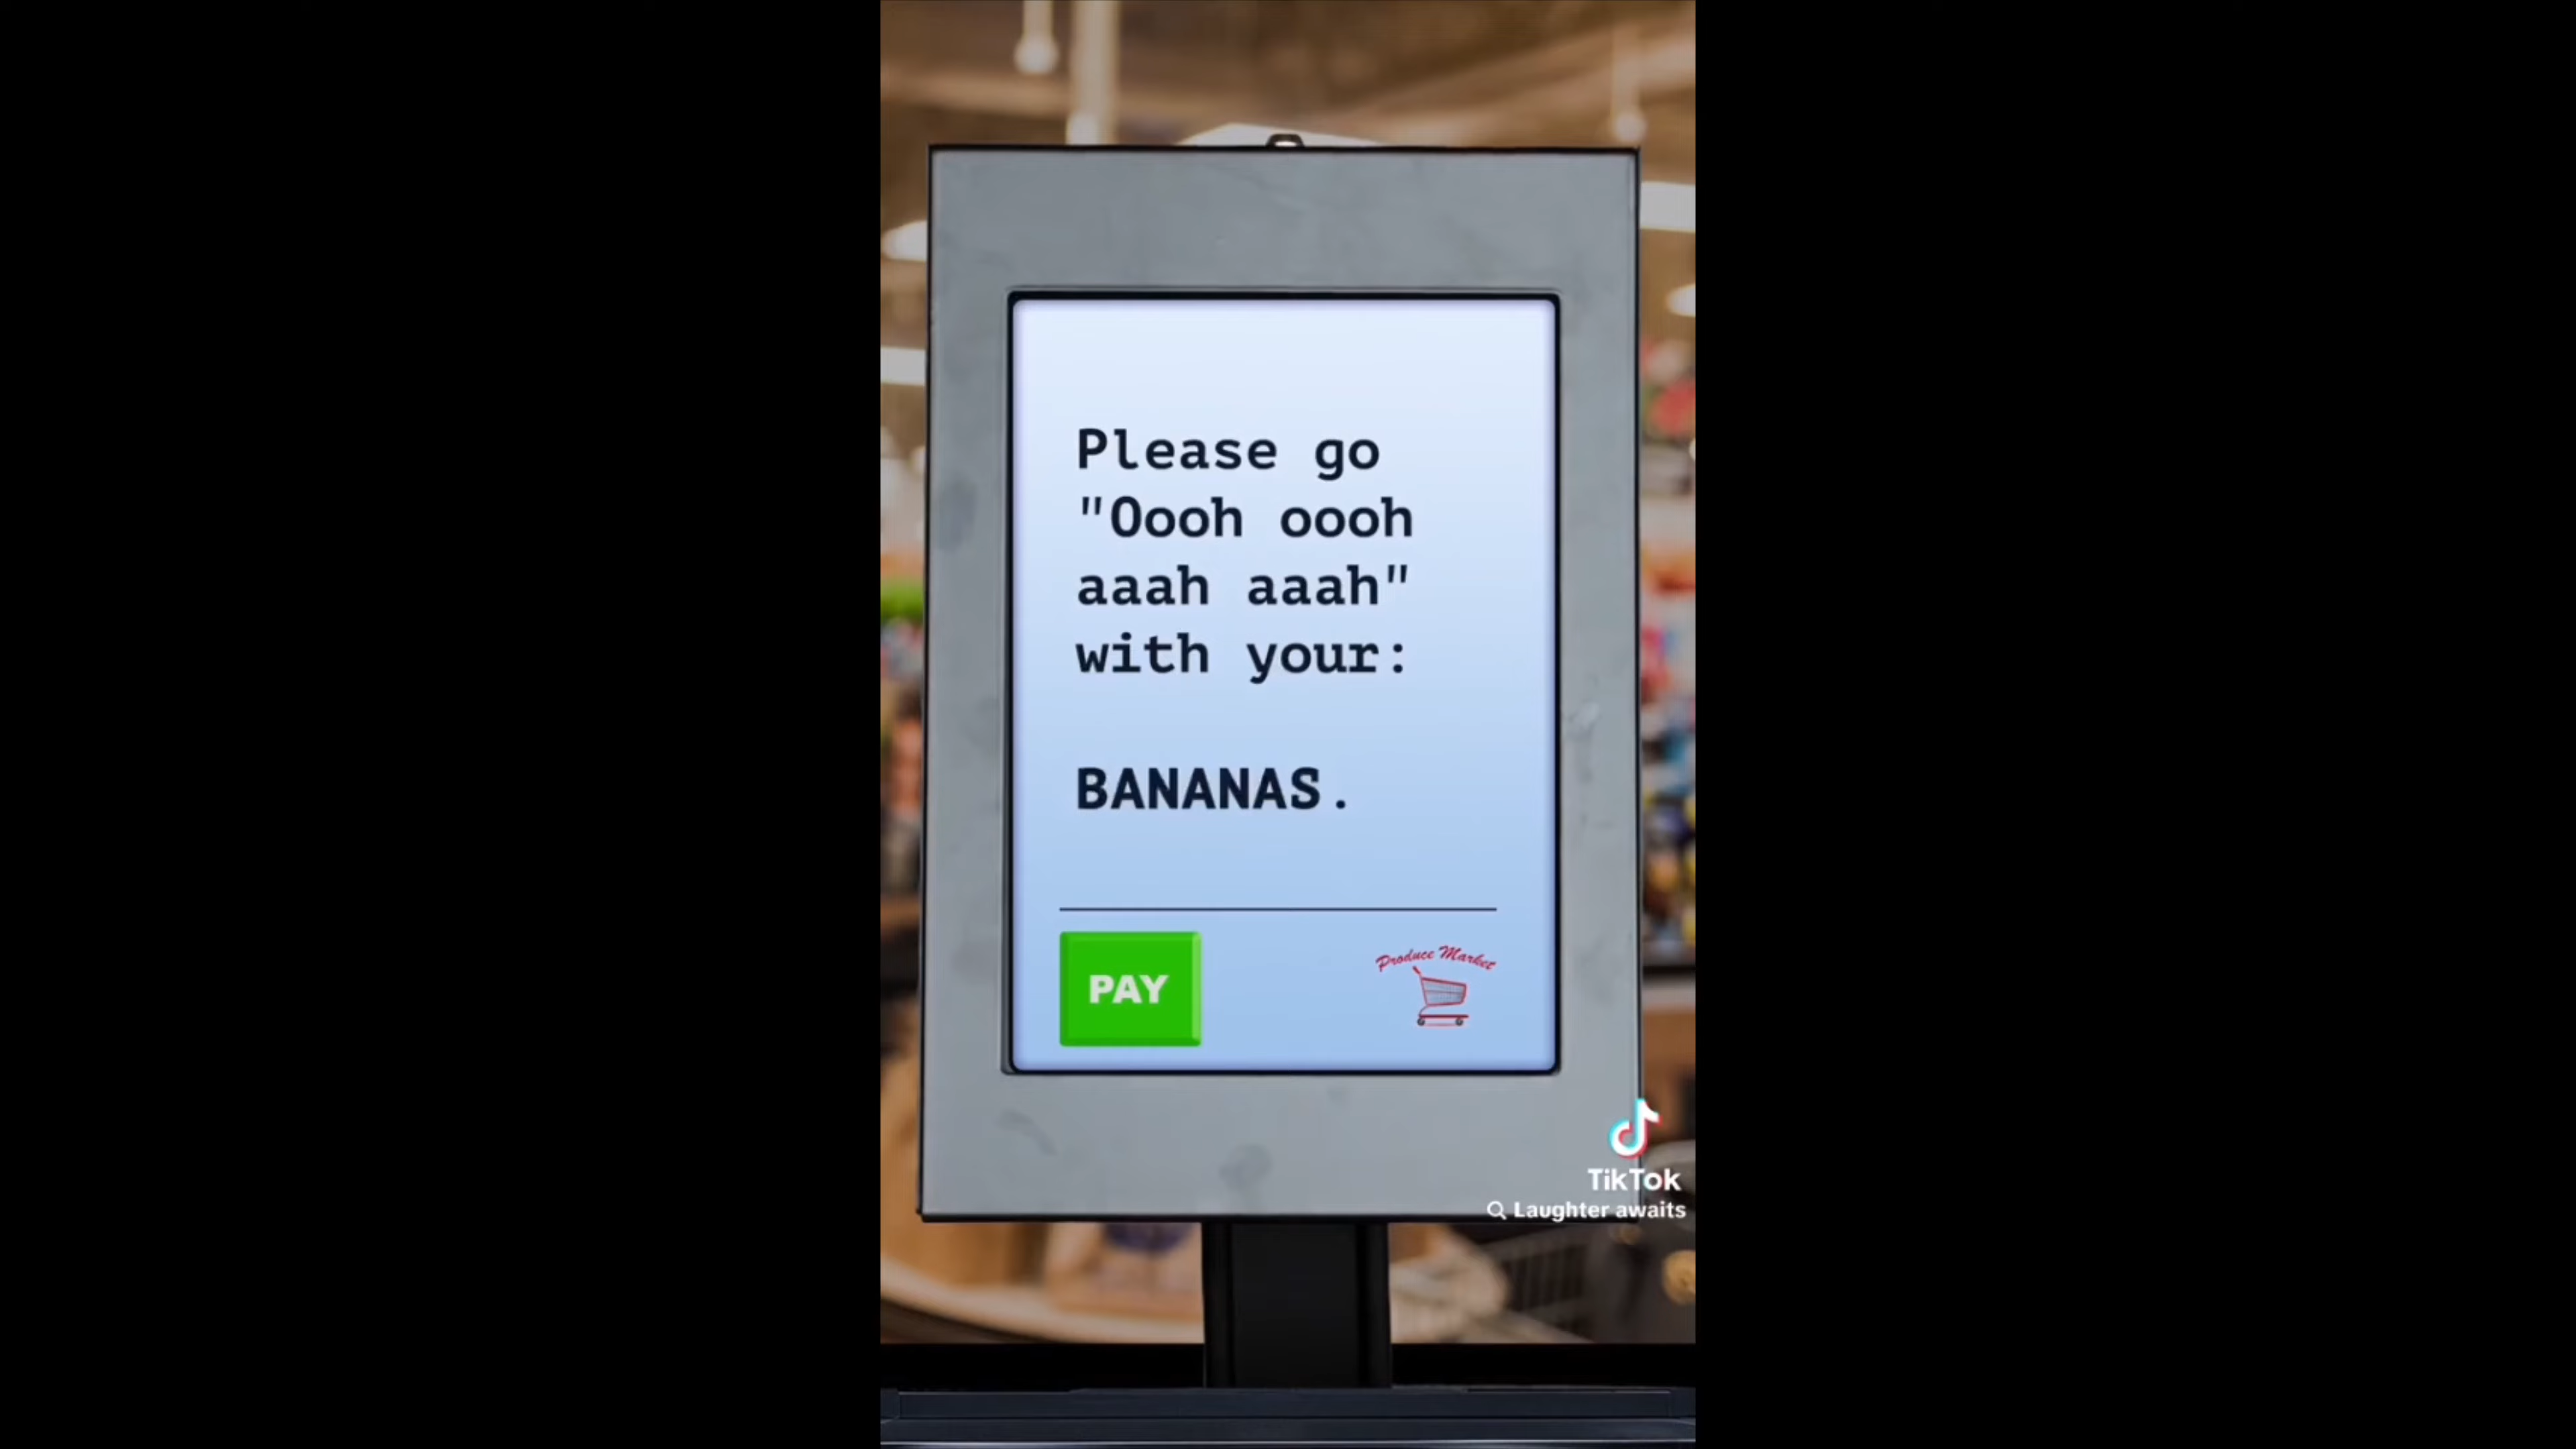 Please go
"Oooh oooh
aaah aaah"
with your:
BANANAS.
PAY
Produce Market
TikTok
Laughter awaits